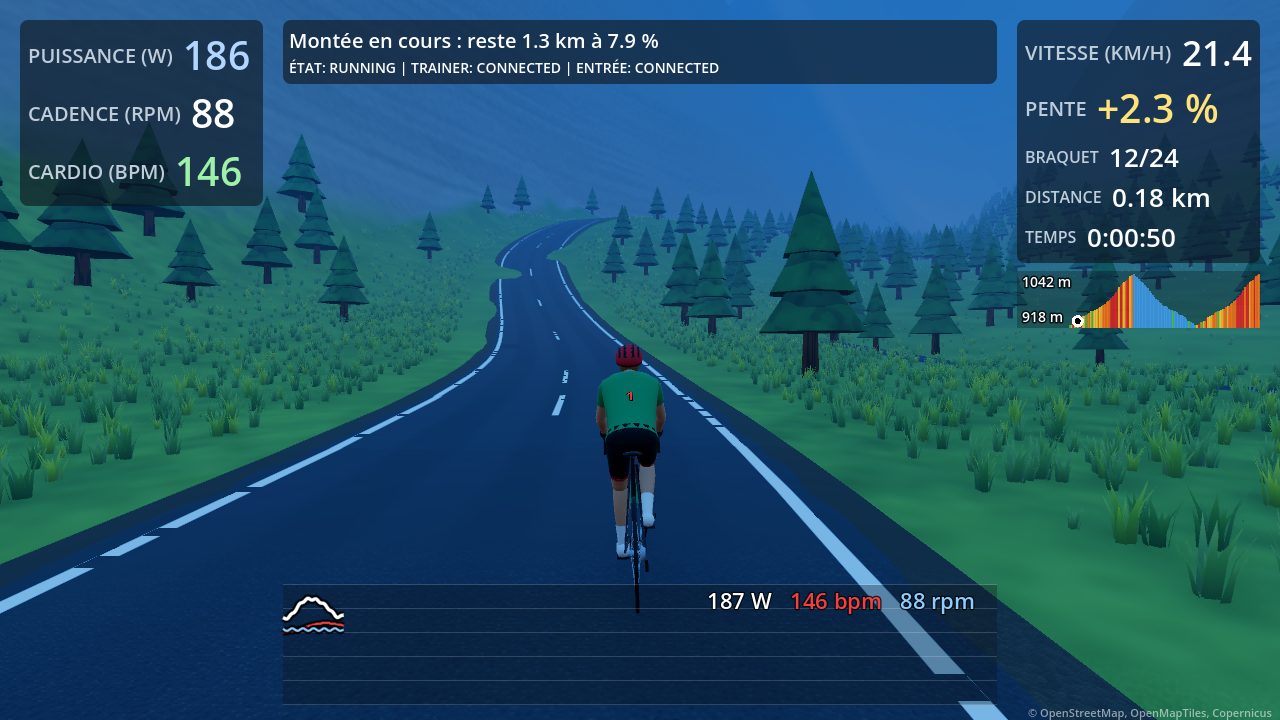 PUISSANCE (W) 186
CADENCE (RPM) 88
CARDIO (BPM) 146
Montée en cours : reste 1.3 km à 7.9 %
ÉTAT: RUNNING | TRAINER: CONNECTED | ENTRÉE: CONNECTED
VITESSE (KM/H) 21.4
PENTE +2.3 %
BRAQUET 12/24
DISTANCE 0.18 km
TEMPS 0:00:50
1042 m
918 m
1
187 W 146 bpm 88 rpm
© OpenStreetMap, OpenMapTiles, Copernicus